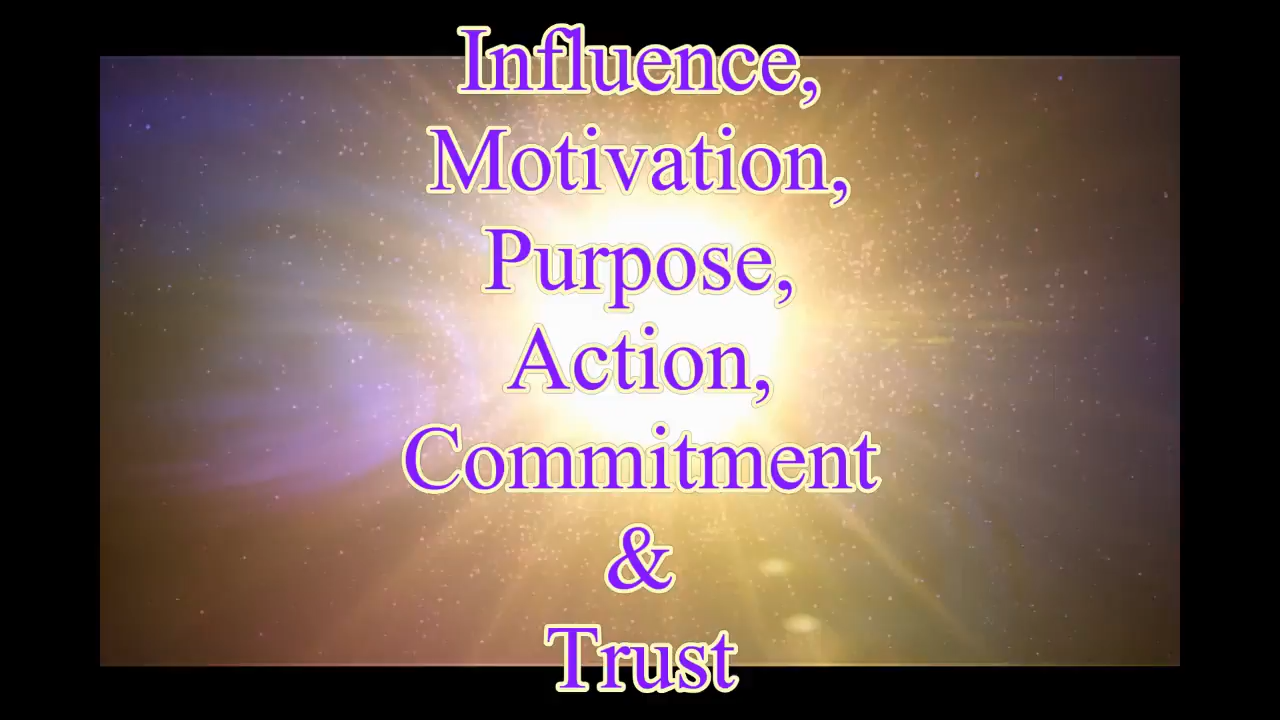 Influence,
Motivation,
Purpose,
Action,
Commitment
&
Trust